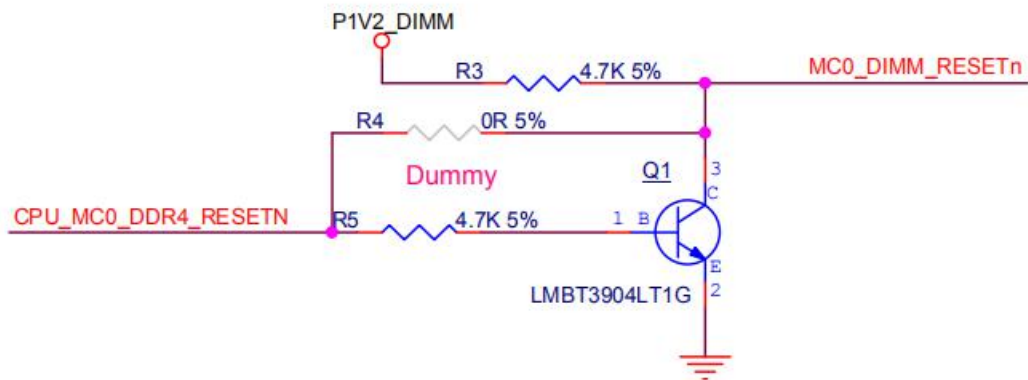 P1V2_DIMM
R3 4.7K 5% MC0_DIMM_RESETn
R4 0R 5%
Dummy Q1 3
C
CPU_MC0_DDR4_RESETN R5 4.7K 5% 1 B
E
LMBT3904LT1G 2